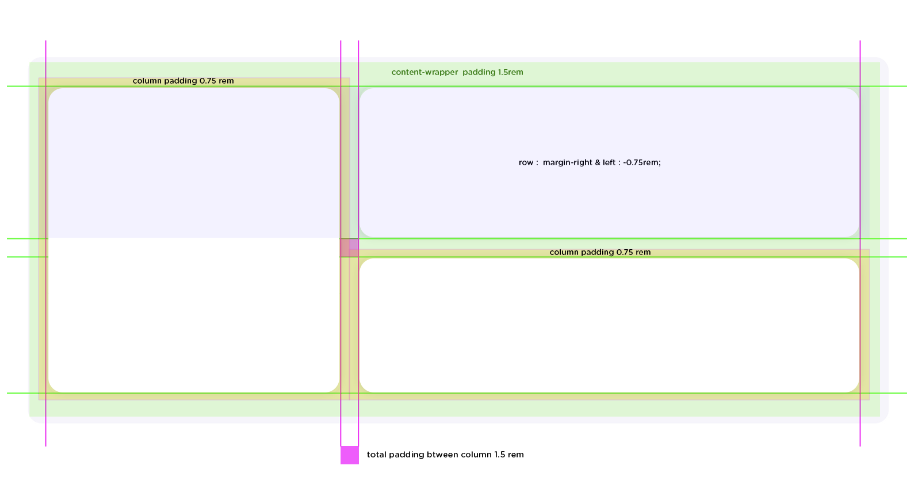 content-wrapper padding 1.5rem
column padding 0.75 rem
row : margin-right & left : -0.75rem;
column padding 0.75 rem
total padding btween column 1.5 rem